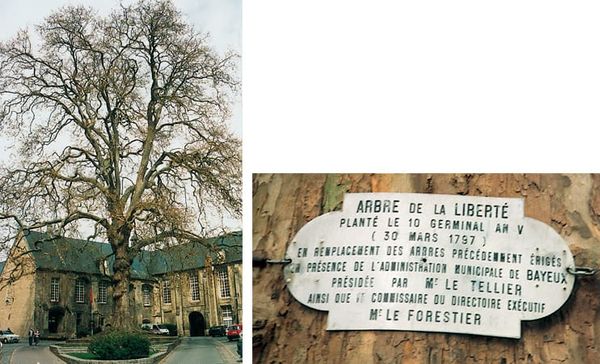 ARBRE DE LA LIBERTÉ
PLANTÉ LE 10 GERMINAL AN V
( 30 MARS 1797 )
EN REMPLACEMENT DES ARBRES PRÉCÉDEMMENT ÉRIGÉS
EN PRÉSENCE DE L'ADMINISTRATION MUNICIPALE DE BAYEUX
PRÉSIDÉE PAR Mr LE TELLIER
AINSI QUE COMMISSAIRE DU DIRECTOIRE EXÉCUTIF
Mr LE FORESTIER